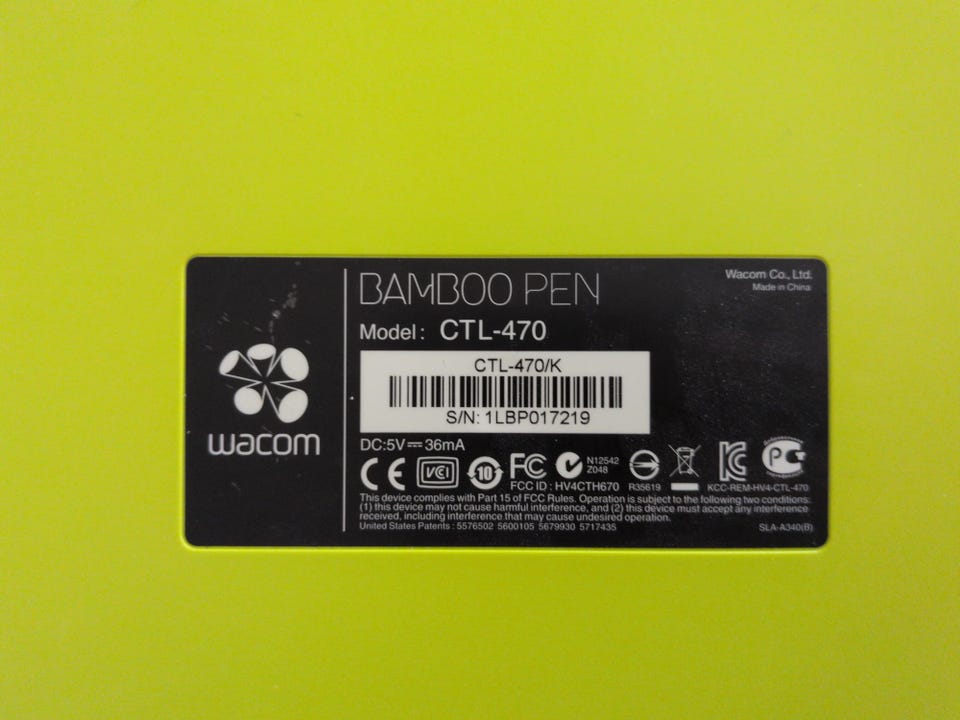 wacom
BAMBOO PEN
Wacom Co., Ltd.
Made in China
Model: CTL-470
CTL-470/K
S/N: 1LBP017219
DC:5V⎓36mA
CE
VCCI
10
FC
N12542
Z048
FCC ID : HV4CTH670
R35619
KCC-REM-HV4-CTL-470
This device complies with Part 15 of FCC Rules. Operation is subject to the following two conditions:
(1) this device may not cause harmful interference, and (2) this device must accept any interference
received, including interference that may cause undesired operation.
United States Patents : 5576502 5600105 5679930 5717435
SLA-A340(B)